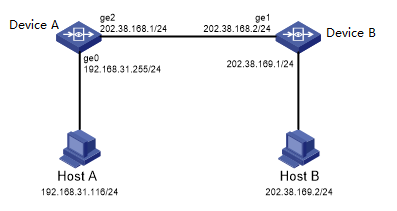 Device A
ge2
202.38.168.1/24
ge1
202.38.168.2/24
Device B
ge0
192.168.31.255/24
202.38.169.1/24
Host A
192.168.31.116/24
Host B
202.38.169.2/24